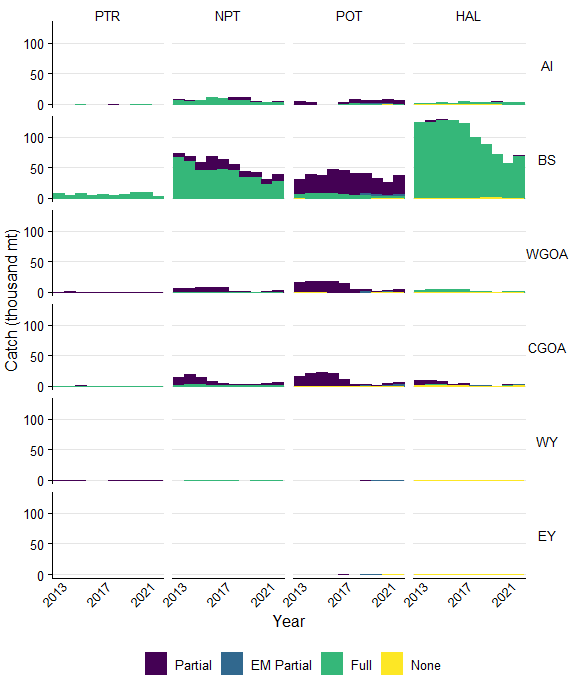 PTR NPT POT HAL
100
50
0
AI
100
50
0
BS
100
50
0
WGOA
100
50
0
CGOA
100
50
0
WY
100
50
0
EY
Catch (thousand mt)
2013 2017 2021 2013 2017 2021 2013 2017 2021 2013 2017 2021
Year
Partial EM Partial Full None